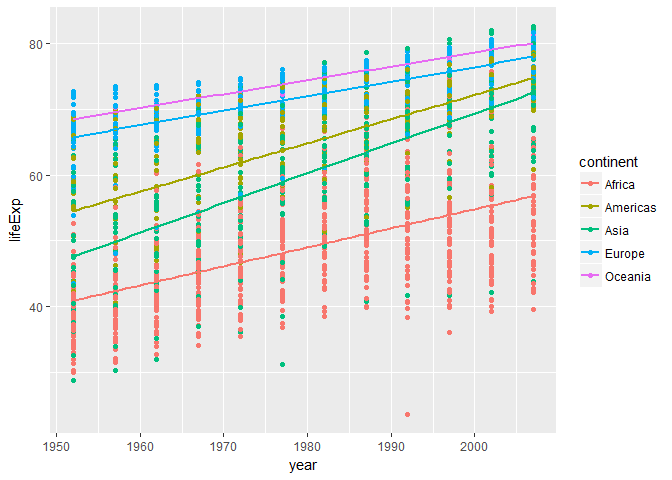 80
60
40
lifeExp
1950 1960 1970 1980 1990 2000
year
continent
Africa
Americas
Asia
Europe
Oceania